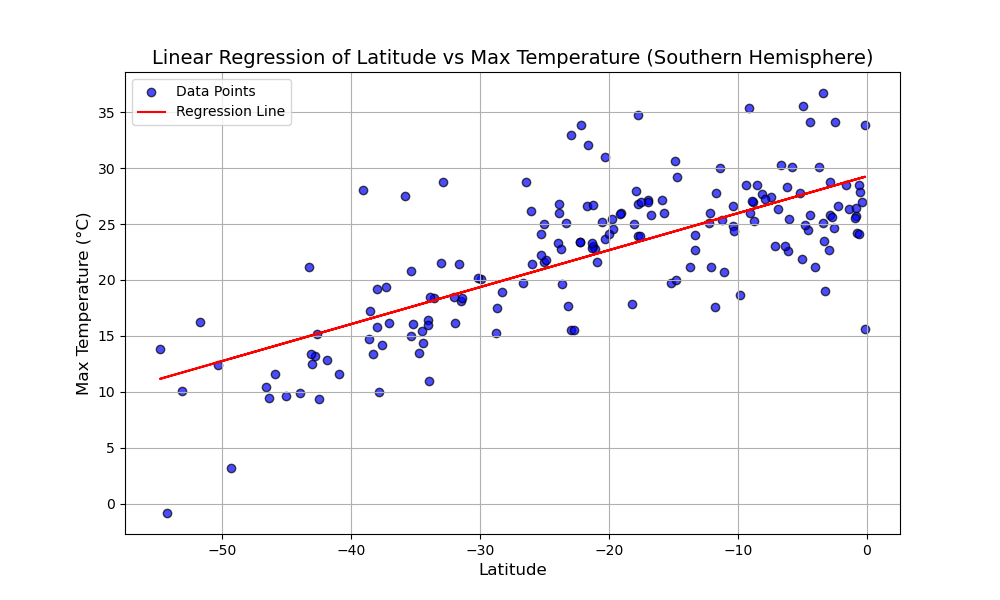 Linear Regression of Latitude vs Max Temperature (Southern Hemisphere)
Data Points
Regression Line
Max Temperature (°C)
35
30
25
20
15
10
5
0
−50
−40
−30
−20
−10
0
Latitude